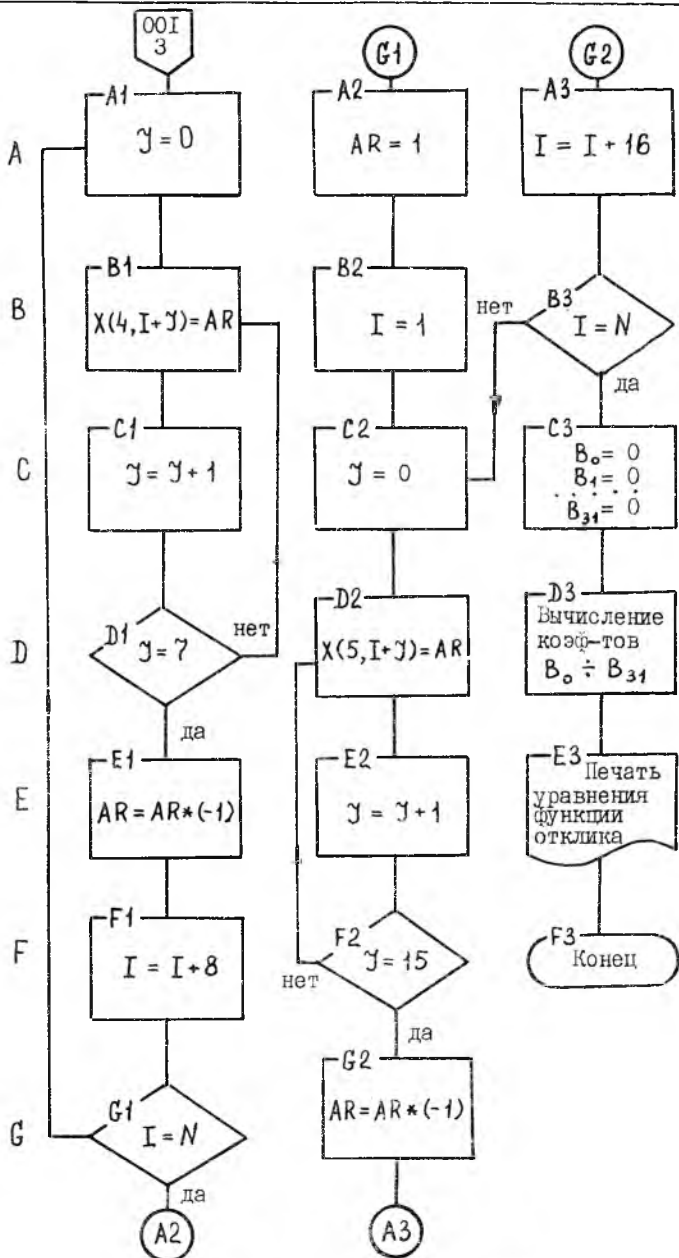 00I
3
A1
J = 0
B1
X(4,I+J)=AR
C1
J = J+1
D1
J = 7
нет
да
E1
AR=AR*(-1)
F1
I = I+8
G1
I = N
да
A2
G1
A2
AR = 1
B2
I = 1
C2
J = 0
D2
X(5,I+J)=AR
E2
J = J+1
F2
J = 15
нет
да
G2
AR=AR*(-1)
A3
G2
A3
I = I+16
B3
I = N
нет
да
C3
B₀= 0
B₁= 0
. . . . .
B₃₁= 0
D3
Вычисление
коэф-тов
B₀ ÷ B₃₁
E3
Печать
уравнения
функции
отклика
F3
Конец
A
B
C
D
E
F
G